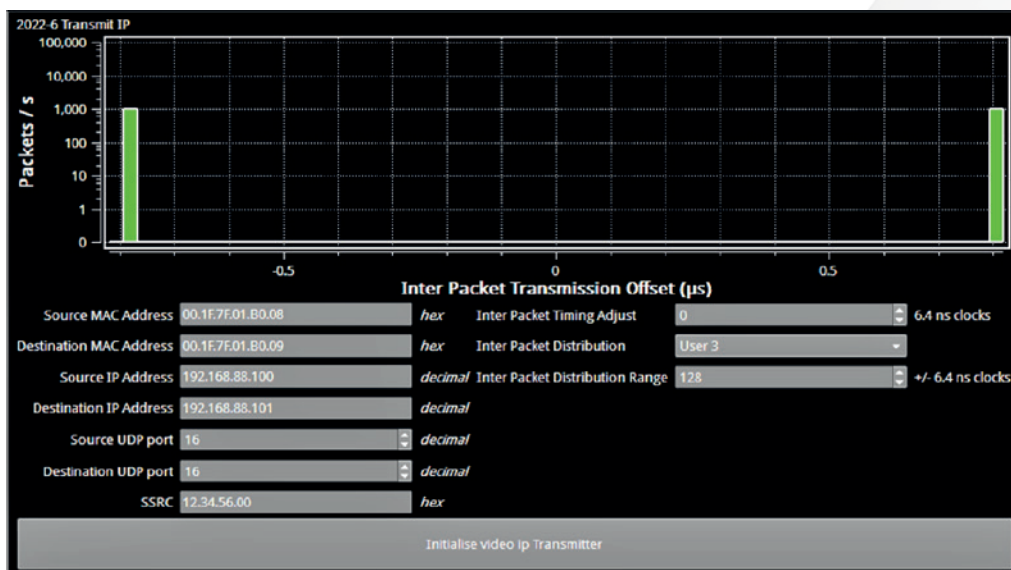 2022-6 Transmit IP
100,000
10,000
1,000
100
10
1
0
Packets / s
-0.5 0 0.5
Inter Packet Transmission Offset (µs)
Source MAC Address 00.1F.7F.01.B0.08 hex Inter Packet Timing Adjust 0 6.4 ns clocks
Destination MAC Address 00.1F.7F.01.B0.09 hex Inter Packet Distribution User 3
Source IP Address 192.168.88.100 decimal Inter Packet Distribution Range 128 +/- 6.4 ns clocks
Destination IP Address 192.168.88.101 decimal
Source UDP port 16 decimal
Destination UDP port 16 decimal
SSRC 12.34.56.00 hex
Initialise video ip Transmitter